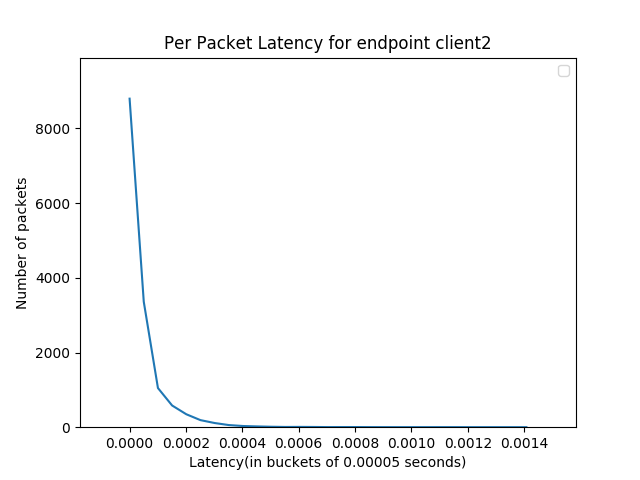 Per Packet Latency for endpoint client2
Number of packets
8000
6000
4000
2000
0
0.0000 0.0002 0.0004 0.0006 0.0008 0.0010 0.0012 0.0014
Latency(in buckets of 0.00005 seconds)